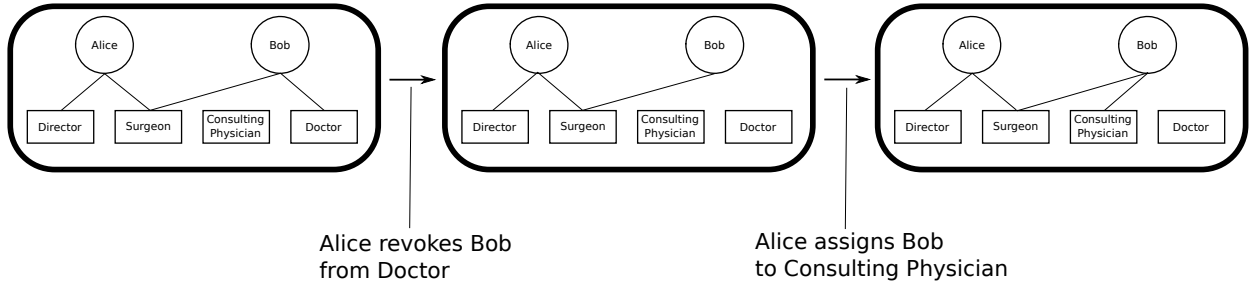 Alice
Bob
Director
Surgeon
Consulting
Physician
Doctor
Alice
Bob
Director
Surgeon
Consulting
Physician
Doctor
Alice
Bob
Director
Surgeon
Consulting
Physician
Doctor
Alice revokes Bob
from Doctor
Alice assigns Bob
to Consulting Physician